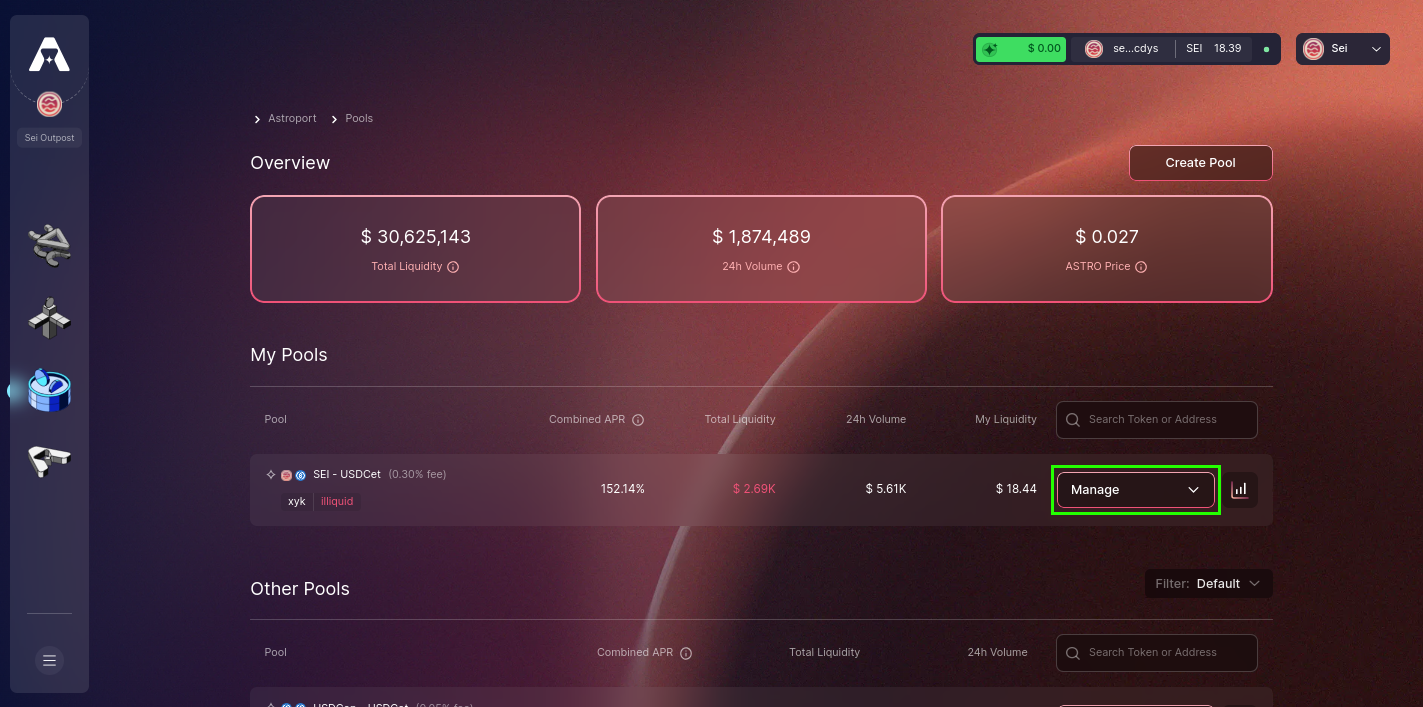 $ 0.00 se...cdys SEI 18.39 Sei
Sei Outpost
Astroport Pools
Overview
Create Pool
$ 30,625,143
Total Liquidity
$ 1,874,489
24h Volume
$ 0.027
ASTRO Price
My Pools
Pool Combined APR Total Liquidity 24h Volume My Liquidity Search Token or Address
SEI - USDCet (0.30% fee)
xyk illiquid
152.14% $ 2.69K $ 5.61K $ 18.44 Manage
Other Pools
Filter: Default
Pool Combined APR Total Liquidity 24h Volume Search Token or Address